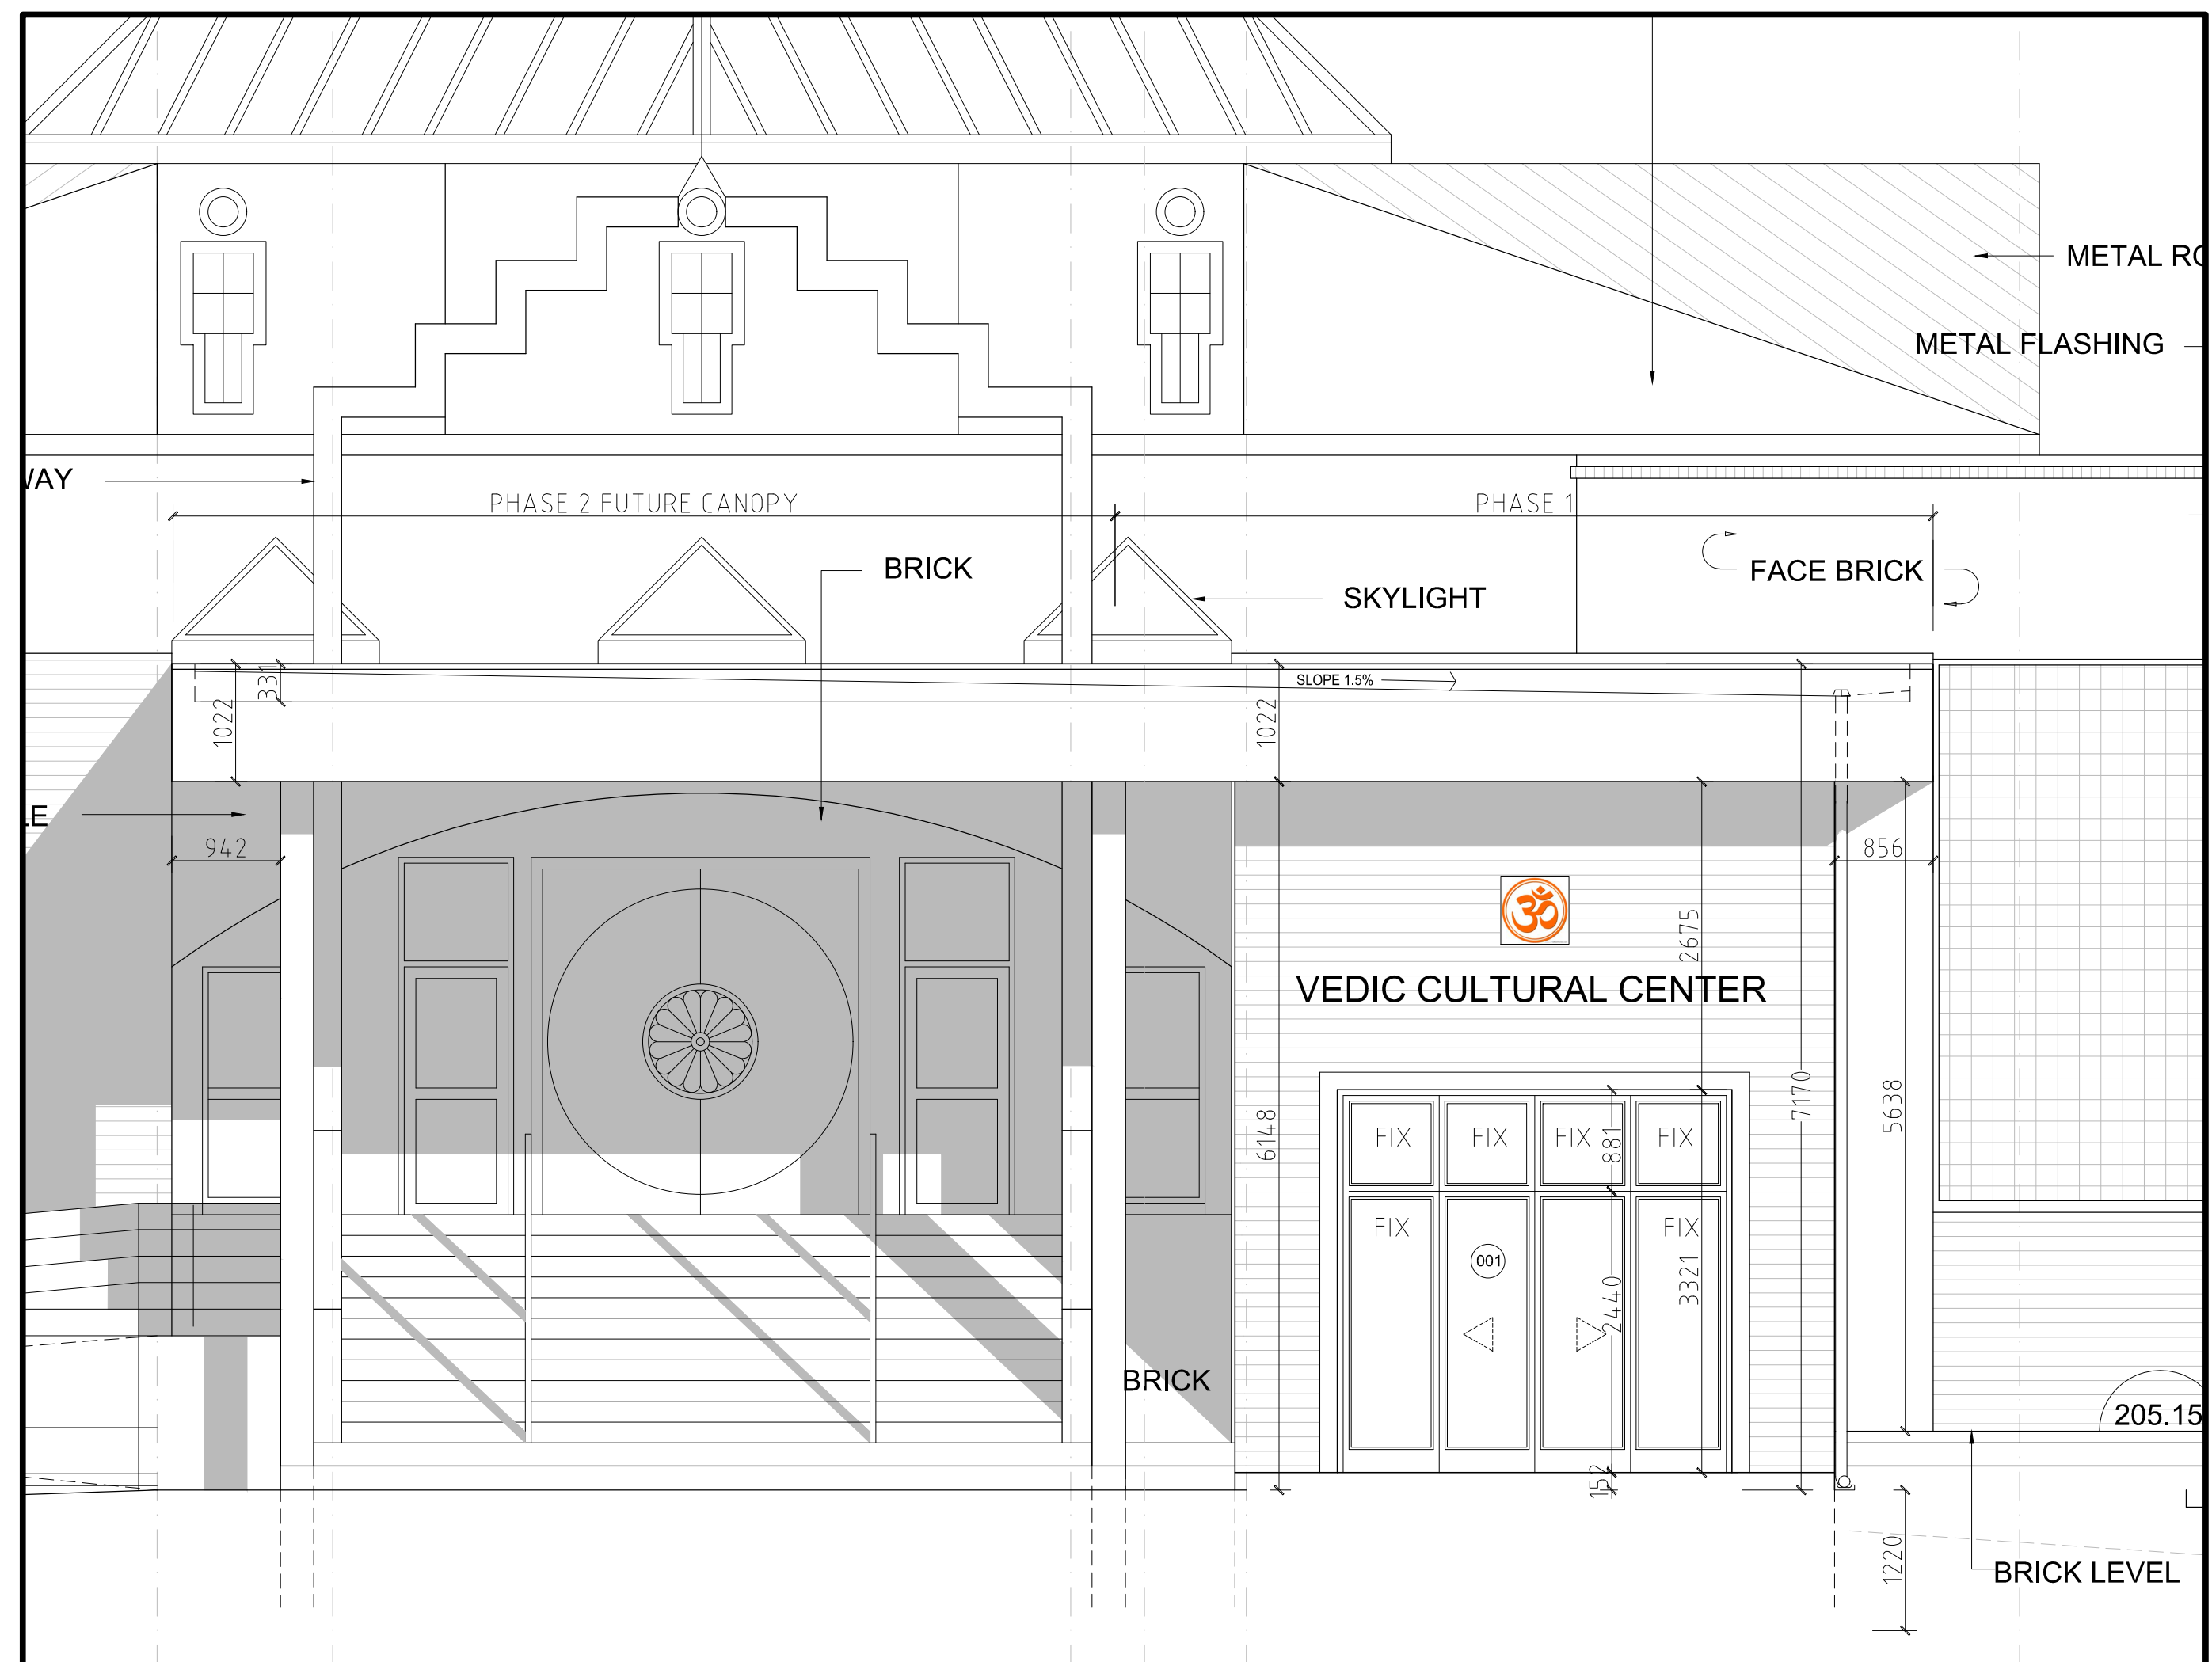 METAL RO
METAL FLASHING
WAY
PHASE 2 FUTURE CANOPY
PHASE 1
BRICK
FACE BRICK
SKYLIGHT
SLOPE 1.5%
331
1022
1022
LE
942
856
ॐ
2675
VEDIC CULTURAL CENTER
7170
5638
6148
FIX FIX FIX FIX
881
FIX FIX
001
2440
3321
BRICK
205.15
152
1220
BRICK LEVEL